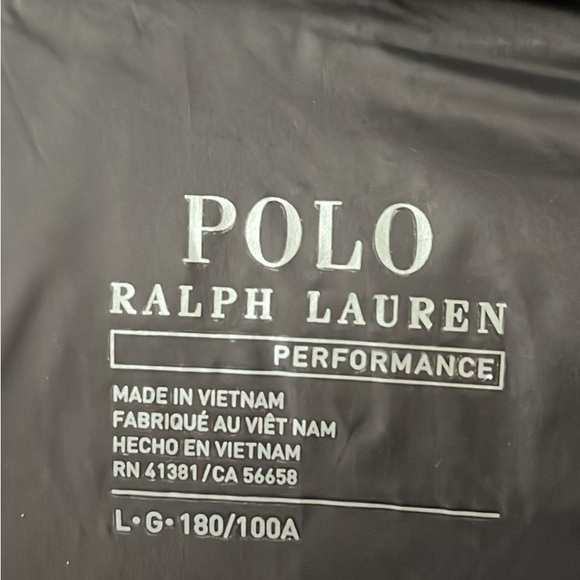 POLO
RALPH LAUREN
PERFORMANCE
MADE IN VIETNAM
FABRIQUÉ AU VIÊT NAM
HECHO EN VIETNAM
RN 41381/CA 56658
L•G•180/100A